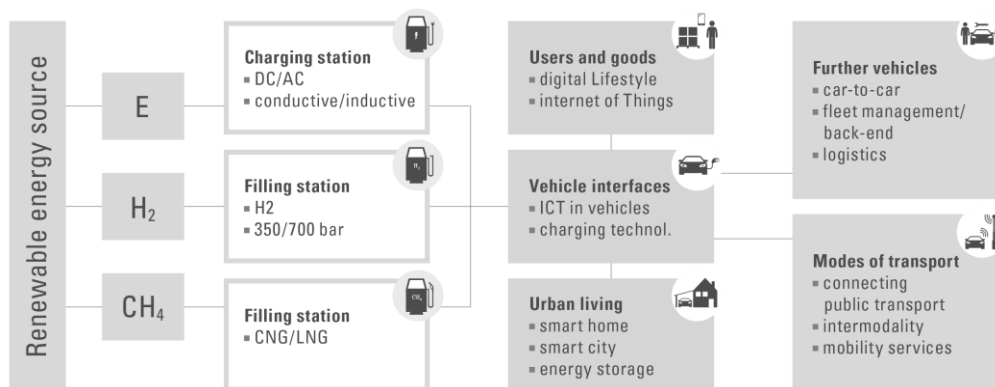 Renewable energy source
E
H₂
CH₄
Charging station
▪ DC/AC
▪ conductive/inductive
Filling station
▪ H2
▪ 350/700 bar
H₂
Filling station
▪ CNG/LNG
CH₄
Users and goods
▪ digital Lifestyle
▪ internet of Things
Vehicle interfaces
▪ ICT in vehicles
▪ charging technol.
Urban living
▪ smart home
▪ smart city
▪ energy storage
Further vehicles
▪ car-to-car
▪ fleet management/
back-end
▪ logistics
Modes of transport
▪ connecting
public transport
▪ intermodality
▪ mobility services